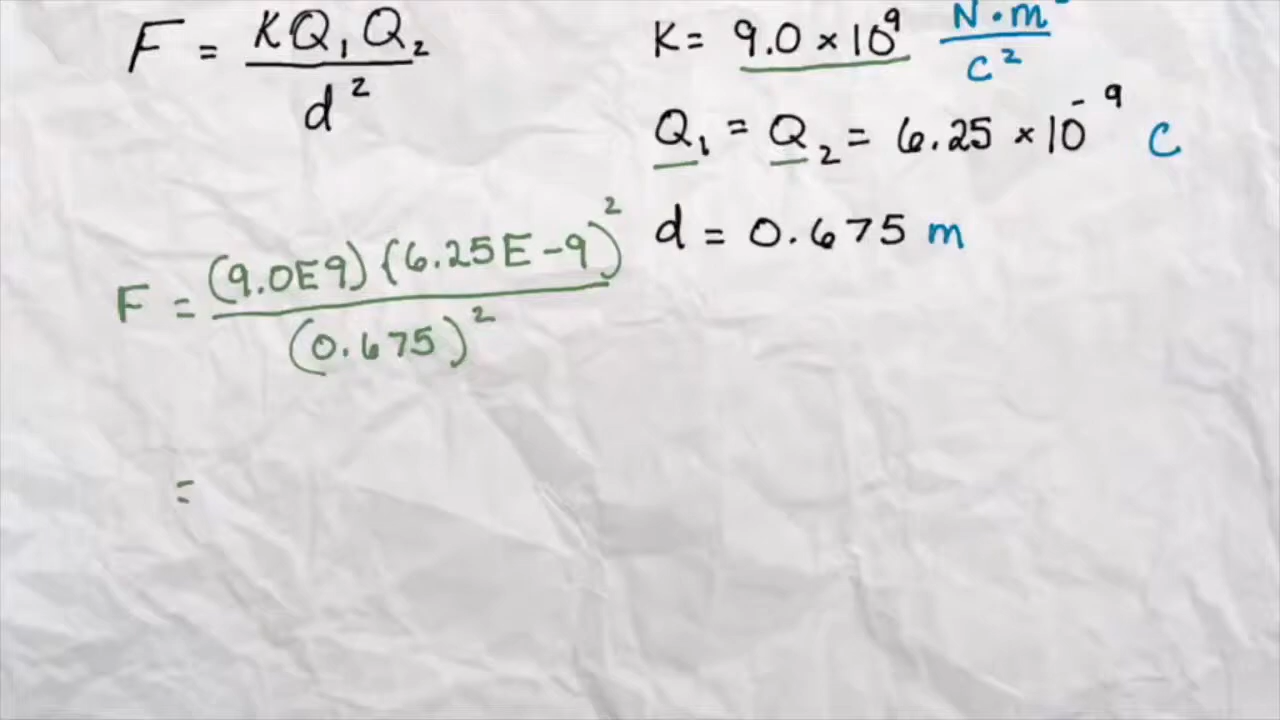 F = KQ₁Q₂ / d²
K = 9.0 × 10⁹ N·m / C²
Q₁ = Q₂ = 6.25 × 10⁻⁹ C
d = 0.675 m
F = (9.0E9)(6.25E-9)² / (0.675)²
=